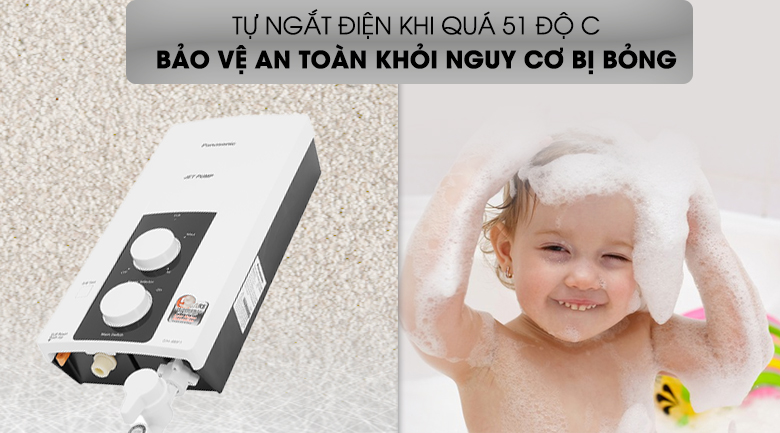 TỰ NGẮT ĐIỆN KHI QUÁ 51 ĐỘ C
BẢO VỆ AN TOÀN KHỎI NGUY CƠ BỊ BỎNG
Panasonic
JET PUMP